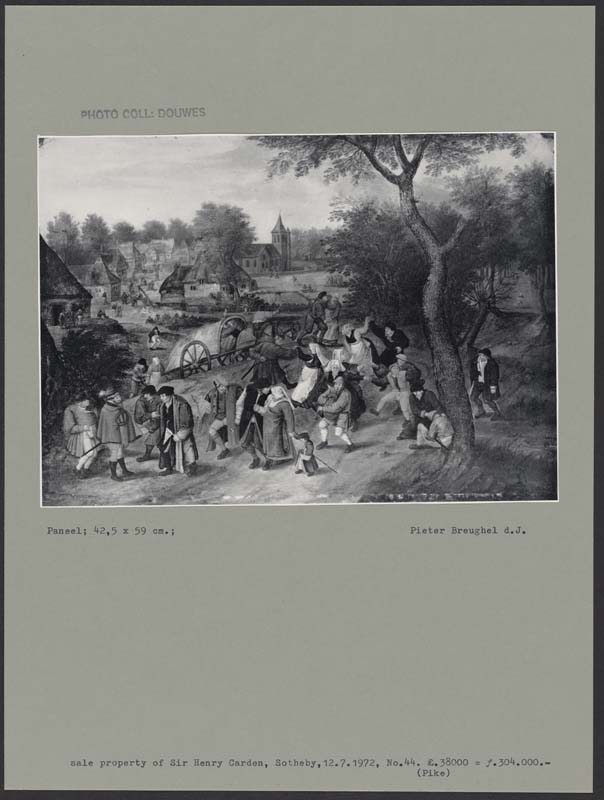 PHOTO COLL: DOUWES
Paneel; 42,5 x 59 cm.;
Pieter Breughel d.J.
sale property of Sir Henry Carden, Sotheby,12.7.1972, No.44. £.38000 = ƒ.304.000.-
(Pike)